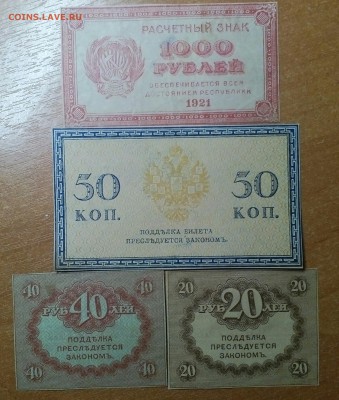 coins.lave.ru
РАСЧЕТНЫЙ ЗНАК
1000
РУБЛЕЙ
ОБЕСПЕЧИВАЕТСЯ ВСЕМ
ДОСТОЯНИЕМ РЕСПУБЛИКИ
1921
50 50
КОП. КОП.
ПОДДѢЛКА БИЛЕТА
ПРЕСЛѢДУЕТСЯ ЗАКОНОМЪ.
40 40
РУБ 40 ЛЕЙ
ПОДДѢЛКА
ПРЕСЛѢДУЕТСЯ
ЗАКОНОМЪ.
40 40
20 20
РУБ 20 ЛЕЙ
ПОДДѢЛКА
ПРЕСЛѢДУЕТСЯ
ЗАКОНОМЪ.
20 20